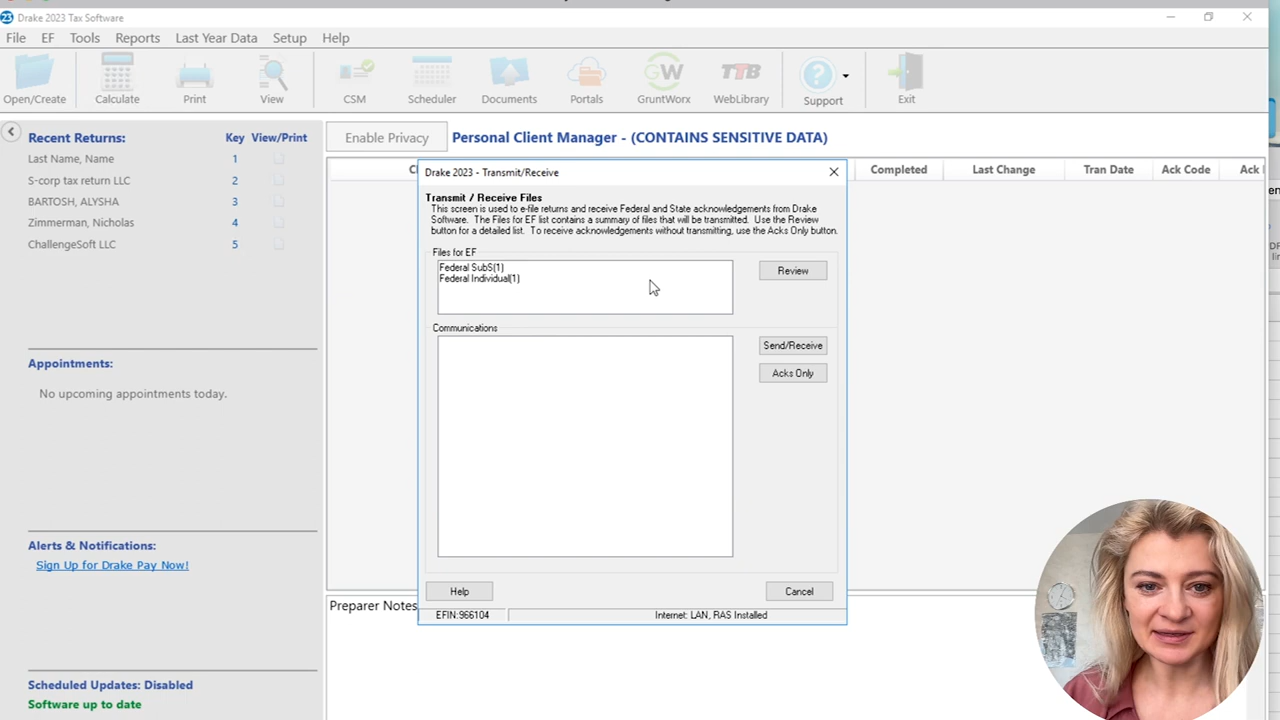 23 Drake 2023 Tax Software
File EF Tools Reports Last Year Data Setup Help
Open/Create Calculate Print View CSM Scheduler Documents Portals GW GruntWorx TTB WebLibrary ? Support Exit
Recent Returns: Key View/Print
Last Name, Name 1
S-corp tax return LLC 2
BARTOSH, ALYSHA 3
Zimmerman, Nicholas 4
ChallengeSoft LLC 5
Appointments:
No upcoming appointments today.
Alerts & Notifications:
Sign Up for Drake Pay Now!
Scheduled Updates: Disabled
Software up to date
Enable Privacy Personal Client Manager - (CONTAINS SENSITIVE DATA)
Completed Last Change Tran Date Ack Code Ack
Drake 2023 - Transmit/Receive
Transmit / Receive Files
This screen is used to e-file returns and receive Federal and State acknowledgements from Drake
Software. The Files for EF list contains a summary of files that will be transmitted. Use the Review
button for a detailed list. To receive acknowledgements without transmitting, use the Acks Only button.
Files for EF
Federal SubS(1)
Federal Individual(1)
Review
Communications
Send/Receive
Acks Only
Help Cancel
EFIN:966104 Internet: LAN, RAS Installed
Preparer Notes